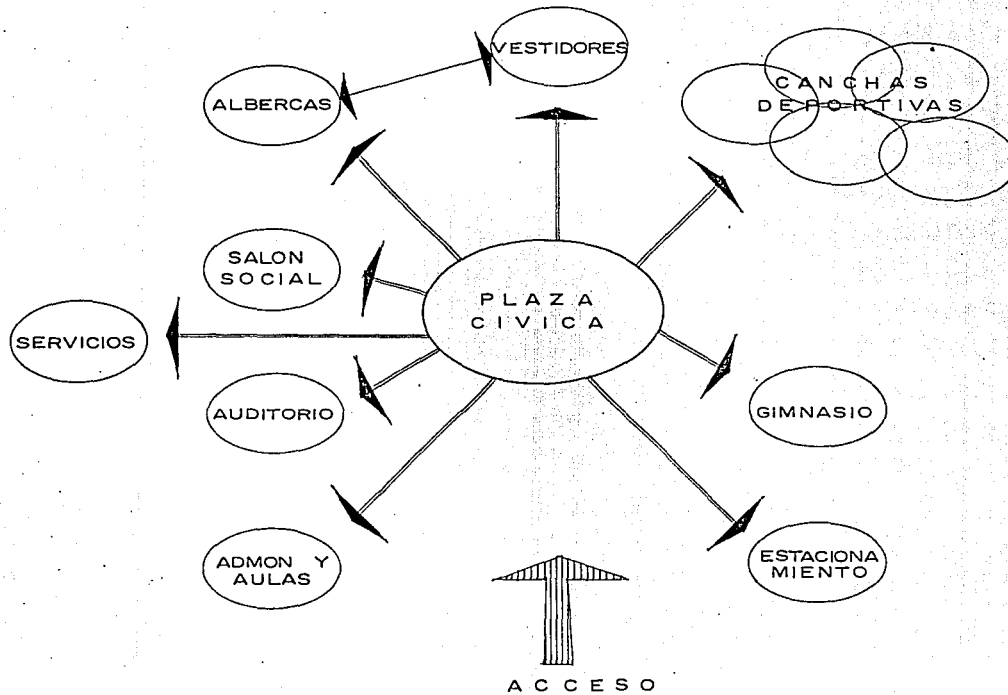 VESTIDORES
ALBERCAS
CANCHAS
DEPORTIVAS
SALON
SOCIAL
PLAZA
CIVICA
SERVICIOS
AUDITORIO
GIMNASIO
ADMON Y
AULAS
ESTACIONA
MIENTO
ACCESO